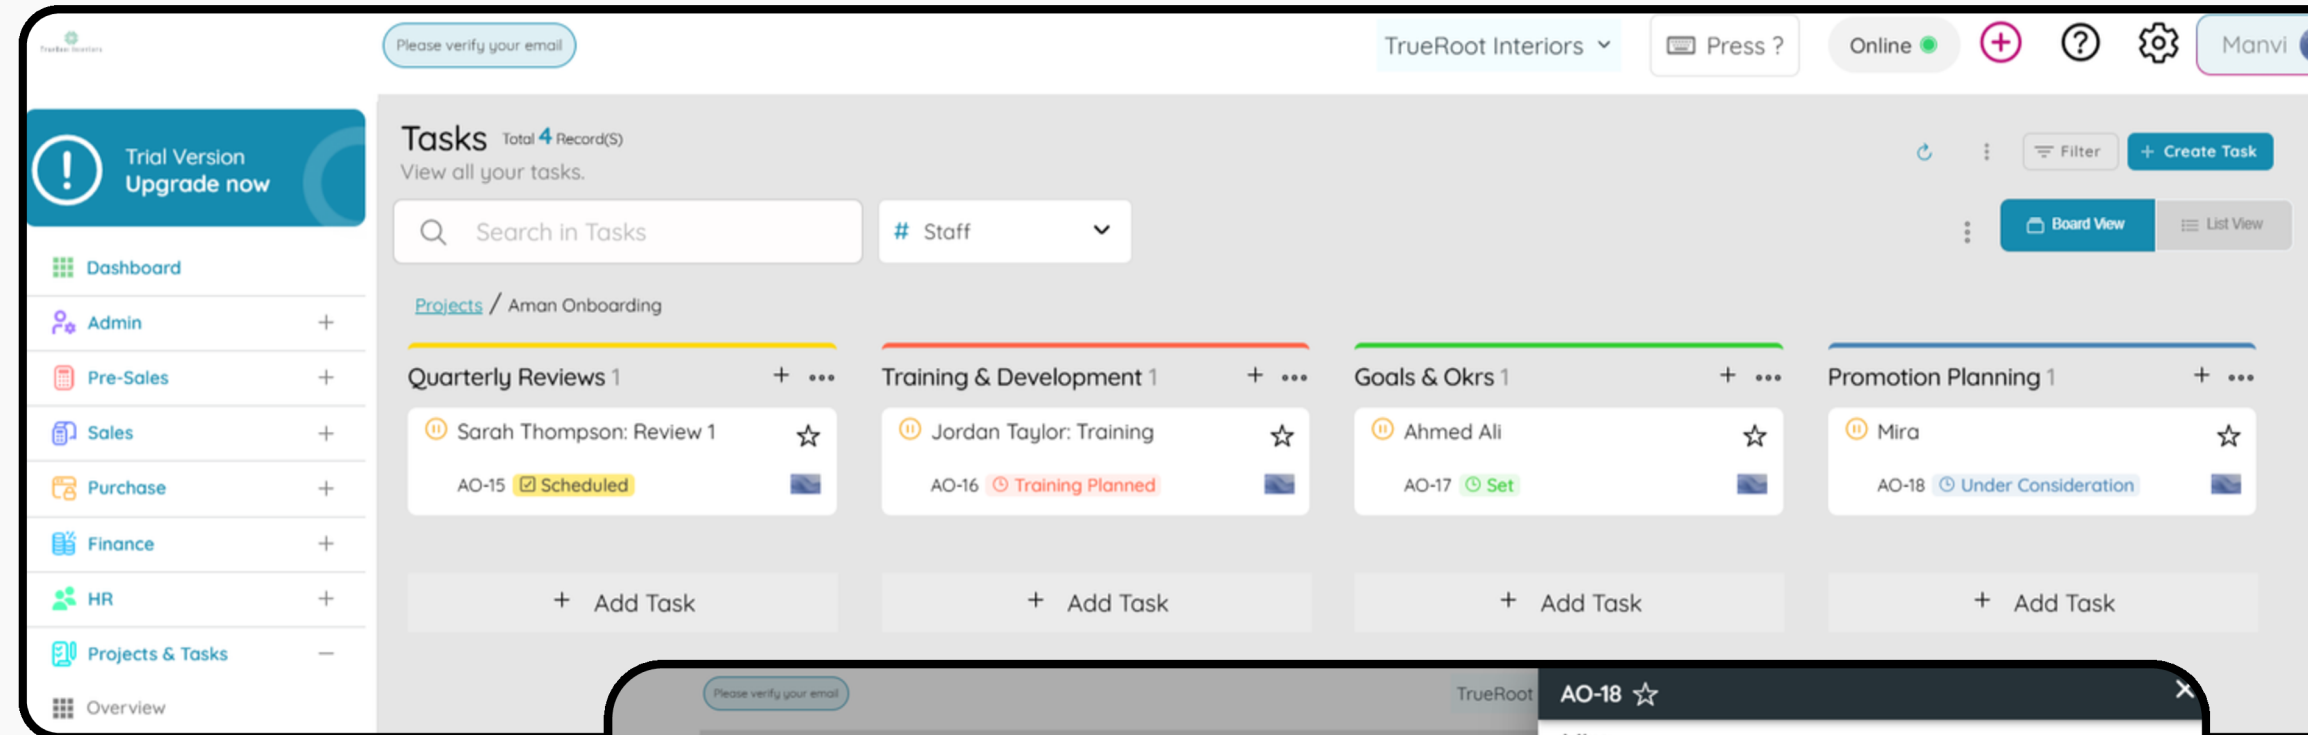 TrueRoot Interiors
Please verify your email
TrueRoot Interiors
Press ?
Online
Manvi
Trial Version
Upgrade now
Dashboard
Admin
Pre-Sales
Sales
Purchase
Finance
HR
Projects & Tasks
Overview
Tasks Total 4 Record(S)
View all your tasks.
Filter
+ Create Task
Search in Tasks
# Staff
Board View
List View
Projects / Aman Onboarding
Quarterly Reviews 1
Sarah Thompson: Review 1
AO-15 Scheduled
+ Add Task
Training & Development 1
Jordan Taylor: Training
AO-16 Training Planned
+ Add Task
Goals & Okrs 1
Ahmed Ali
AO-17 Set
+ Add Task
Promotion Planning 1
Mira
AO-18 Under Consideration
+ Add Task
Please verify your email
TrueRoot
AO-18